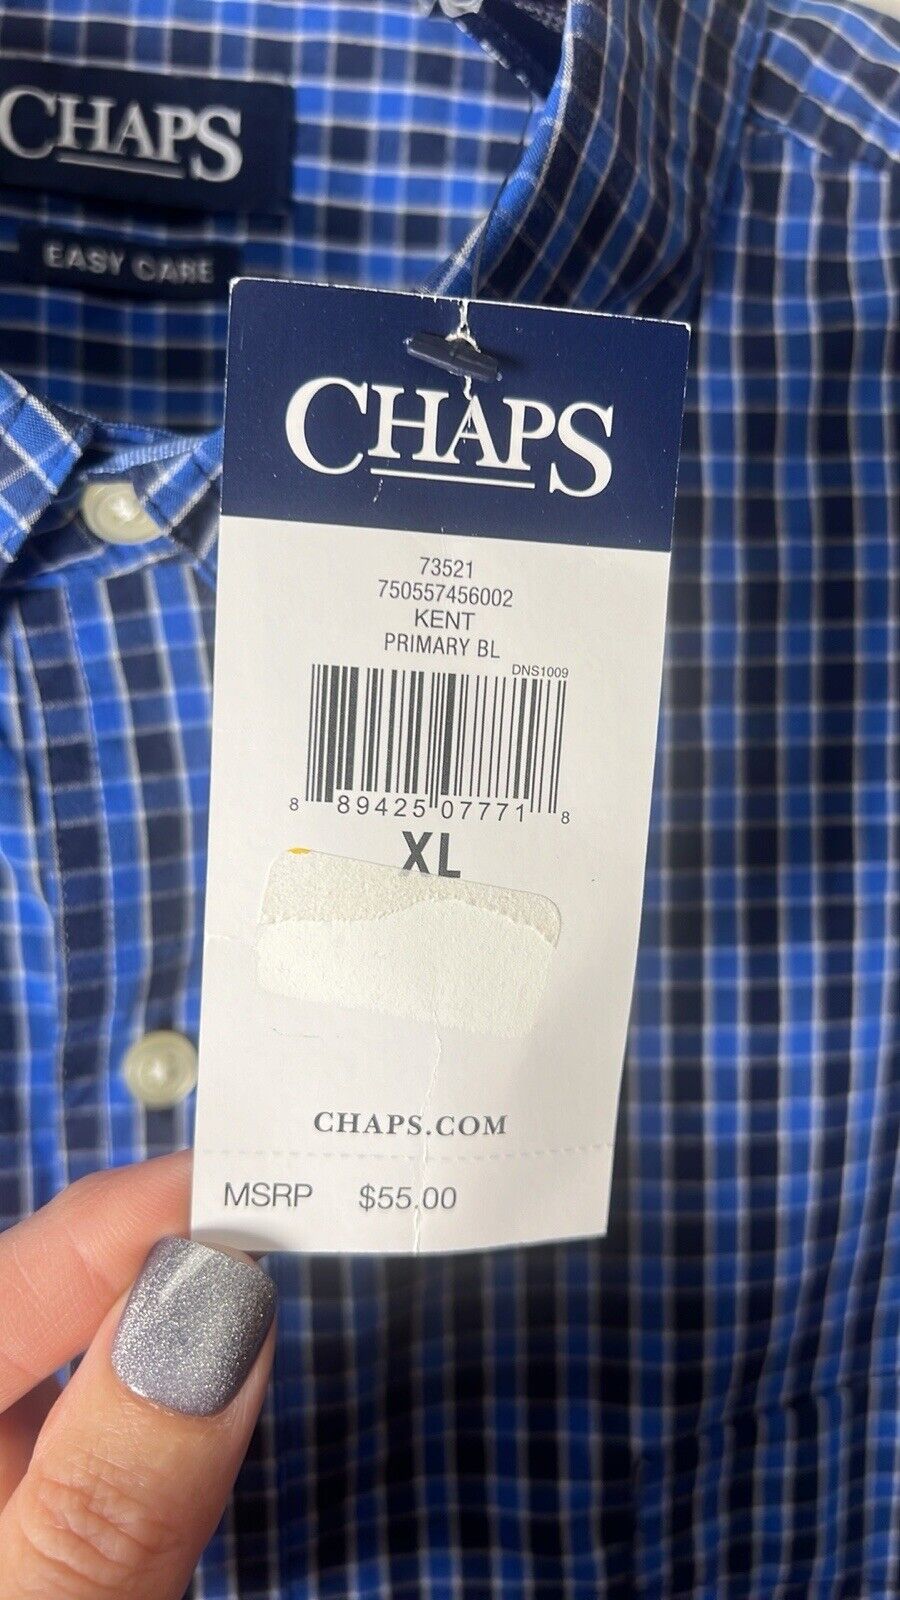 CHAPS
EASY CARE
CHAPS
73521
750557456002
KENT
PRIMARY BL
DNS1009
8 89425 07771 8
XL
CHAPS.COM
MSRP $55.00